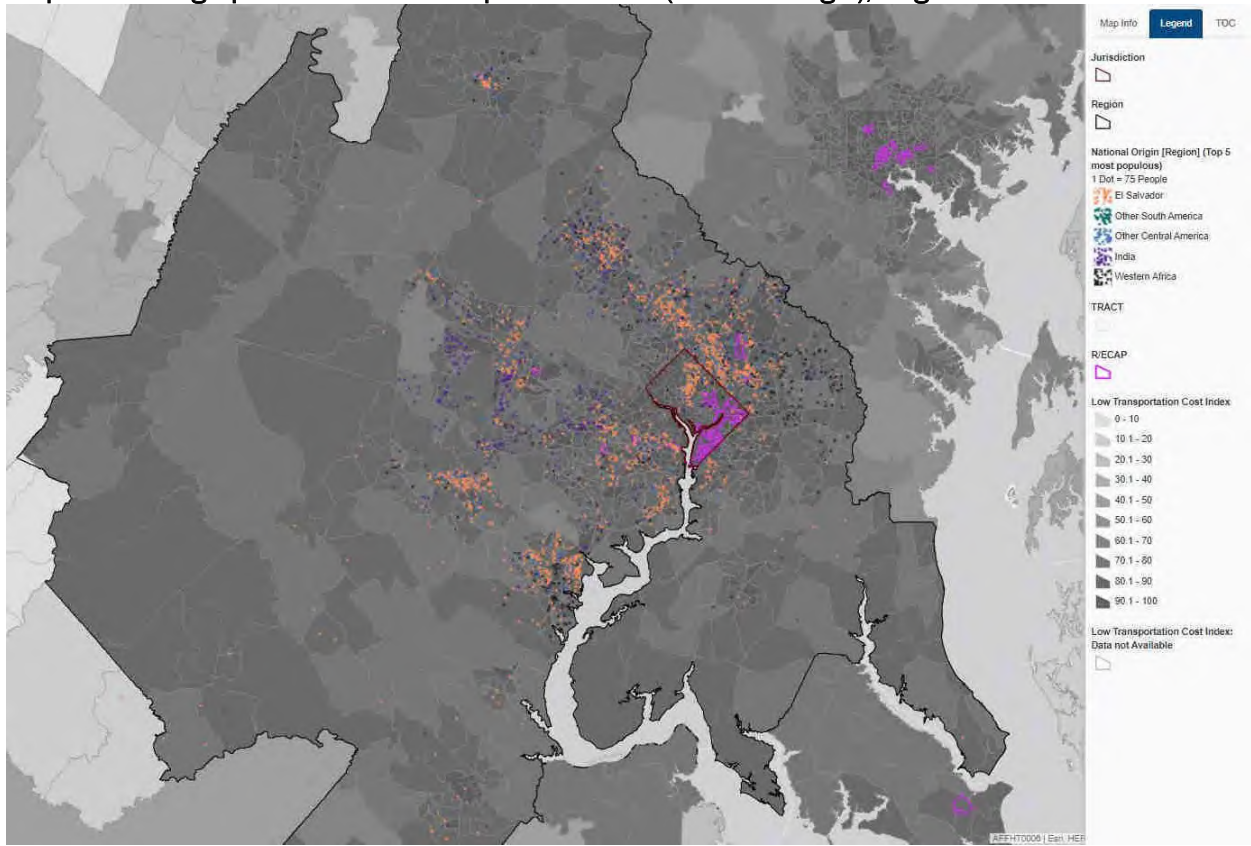 Map Info Legend TOC
Jurisdiction
Region
National Origin [Region] (Top 5
most populous)
1 Dot = 75 People
El Salvador
Other South America
Other Central America
India
Western Africa
TRACT
R/ECAP
Low Transportation Cost Index
0 - 10
10.1 - 20
20.1 - 30
30.1 - 40
40.1 - 50
50.1 - 60
60.1 - 70
70.1 - 80
80.1 - 90
90.1 - 100
Low Transportation Cost Index:
Data not Available
AFFHT0006 | Esri, HER